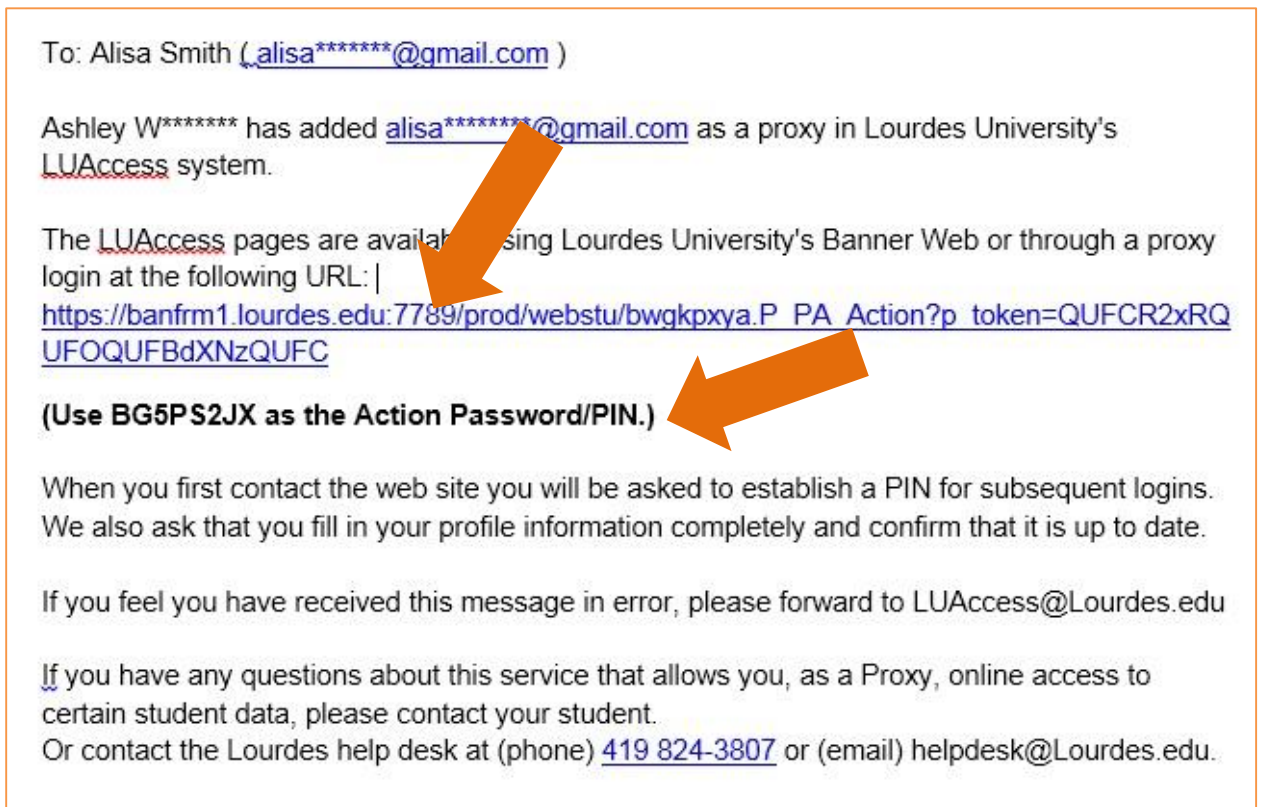 To: Alisa Smith ( alisa*******@gmail.com )
Ashley W******* has added alisa********@gmail.com as a proxy in Lourdes University's
LUAccess system.
The LUAccess pages are using Lourdes University's Banner Web or through a proxy
login at the following URL:
https://banfrm1.lourdes.edu:7789/prod/webstu/bwgkpxya.P_PA_Action?p_token=QUFCR2xRQ
UFOQUFBdXNzQUFC
(Use BG5PS2JX as the Action Password/PIN.)
When you first contact the web site you will be asked to establish a PIN for subsequent logins.
We also ask that you fill in your profile information completely and confirm that it is up to date.
If you feel you have received this message in error, please forward to LUAccess@Lourdes.edu
If you have any questions about this service that allows you, as a Proxy, online access to
certain student data, please contact your student.
Or contact the Lourdes help desk at (phone) 419 824-3807 or (email) helpdesk@Lourdes.edu.